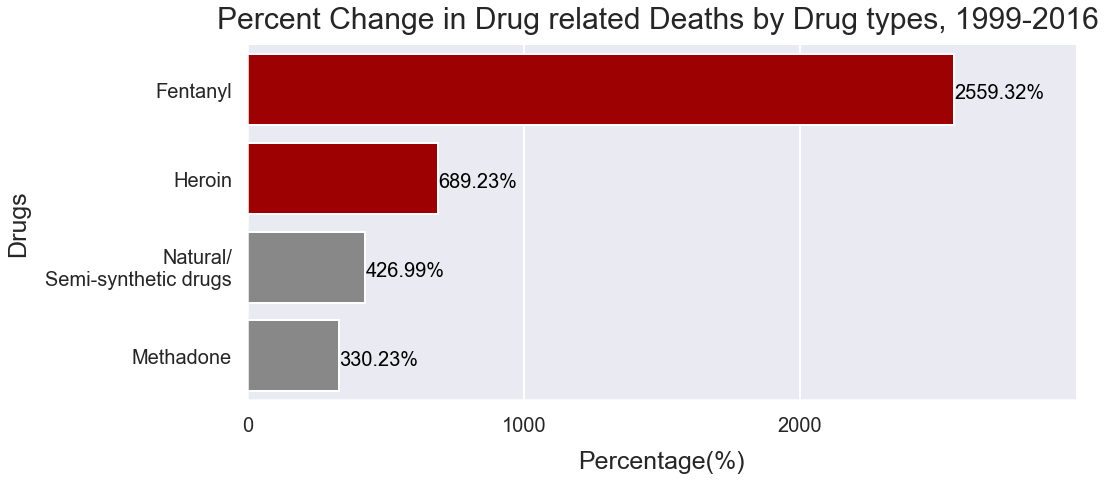 Percent Change in Drug related Deaths by Drug types, 1999-2016
Fentanyl
2559.32%
Heroin
689.23%
Natural/
Semi-synthetic drugs
426.99%
Methadone
330.23%
Drugs
0
1000
2000
Percentage(%)